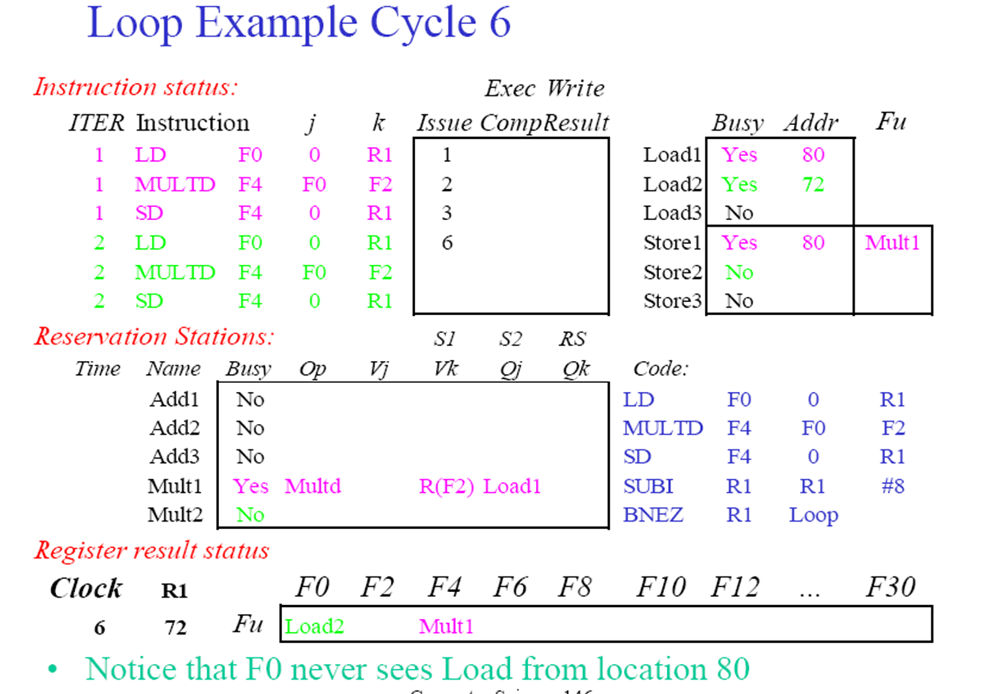 Loop Example Cycle 6
Instruction status: Exec Write
ITER Instruction j k Issue Comp Result Busy Addr Fu
1 LD F0 0 R1 1 Load1 Yes 80
1 MULTD F4 F0 F2 2 Load2 Yes 72
1 SD F4 0 R1 3 Load3 No
2 LD F0 0 R1 6 Store1 Yes 80 Mult1
2 MULTD F4 F0 F2 Store2 No
2 SD F4 0 R1 Store3 No
Reservation Stations: S1 S2 RS
Time Name Busy Op Vj Vk Qj Qk Code:
Add1 No LD F0 0 R1
Add2 No MULTD F4 F0 F2
Add3 No SD F4 0 R1
Mult1 Yes Multd R(F2) Load1 SUBI R1 R1 #8
Mult2 No BNEZ R1 Loop
Register result status
Clock R1 F0 F2 F4 F6 F8 F10 F12 ... F30
6 72 Fu Load2 Mult1
• Notice that F0 never sees Load from location 80